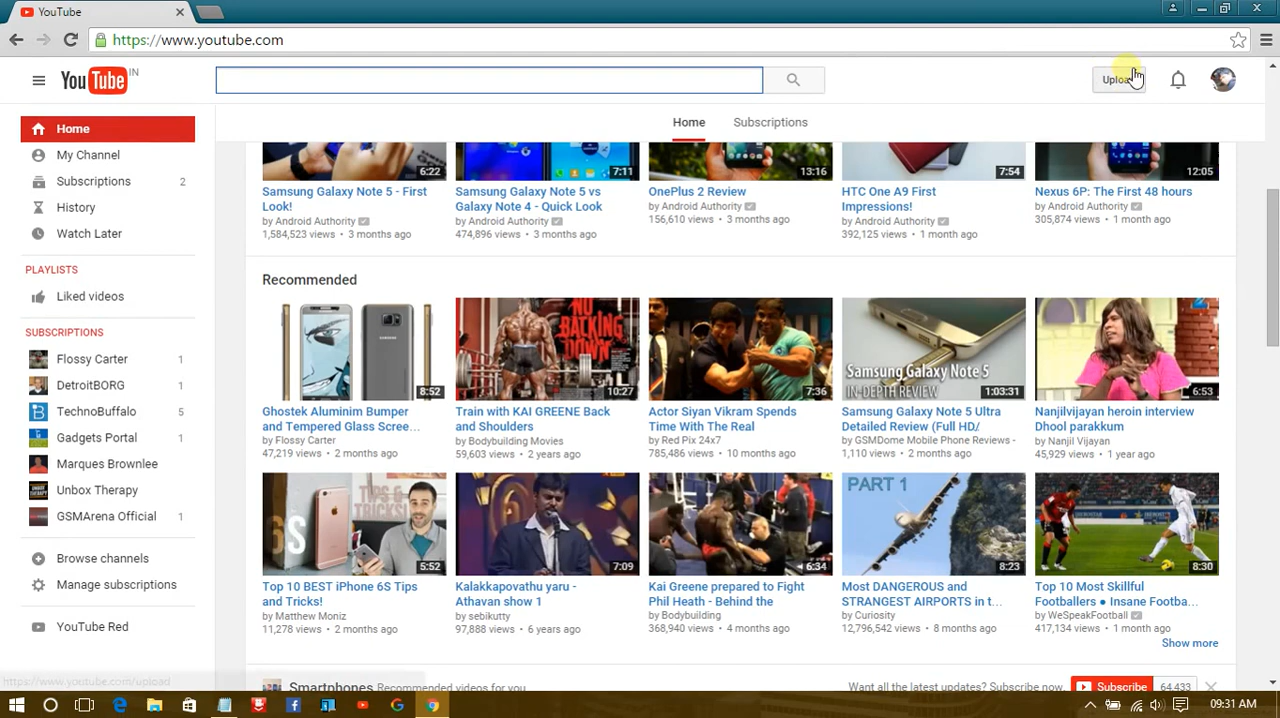 YouTube
https://www.youtube.com
YouTube IN
Home
Subscriptions
Home
My Channel
Subscriptions 2
History
Watch Later
PLAYLISTS
Liked videos
SUBSCRIPTIONS
Flossy Carter 1
DetroitBORG 1
TechnoBuffalo 5
Gadgets Portal 1
Marques Brownlee
Unbox Therapy
GSMArena Official 1
Browse channels
Manage subscriptions
YouTube Red
https://www.youtube.com/upload
6:22
Samsung Galaxy Note 5 - First
Look!
by Android Authority
1,584,523 views • 3 months ago
7:11
Samsung Galaxy Note 5 vs
Galaxy Note 4 - Quick Look
by Android Authority
474,896 views • 3 months ago
13:16
OnePlus 2 Review
by Android Authority
156,610 views • 3 months ago
7:54
HTC One A9 First
Impressions!
by Android Authority
392,125 views • 1 month ago
12:05
Nexus 6P: The First 48 hours
by Android Authority
305,874 views • 1 month ago
Recommended
8:52
Ghostek Aluminim Bumper
and Tempered Glass Scree...
by Flossy Carter
47,219 views • 2 months ago
NO
BACKING
DOWN
10:27
Train with KAI GREENE Back
and Shoulders
by Bodybuilding Movies
59,603 views • 2 years ago
7:36
Actor Siyan Vikram Spends
Time With The Real
by Red Pix 24x7
785,486 views • 10 months ago
Samsung Galaxy Note 5
IN-DEPTH REVIEW
1:03:31
Samsung Galaxy Note 5 Ultra
Detailed Review (Full HD/
by GSMDome Mobile Phone Reviews -
1,110 views • 2 months ago
6:53
Nanjilvijayan heroin interview
Dhool parakkum
by Nanjil Vijayan
45,929 views • 1 year ago
TIPS &
TRICKS!
5:52
Top 10 BEST iPhone 6S Tips
and Tricks!
by Matthew Moniz
11,278 views • 2 months ago
7:09
Kalakkapovathu yaru -
Athavan show 1
by sebikutty
97,888 views • 6 years ago
6:34
Kai Greene prepared to Fight
Phil Heath - Behind the
by Bodybuilding
368,940 views • 4 months ago
PART 1
8:23
Most DANGEROUS and
STRANGEST AIRPORTS in t...
by Curiosity
12,796,542 views • 8 months ago
8:30
Top 10 Most Skillful
Footballers ● Insane Footba...
by WeSpeakFootball
417,134 views • 1 month ago
Show more
Smartphones Recommended videos for you
Want all the latest updates? Subscribe now.
Subscribe 64,433
09:31 AM